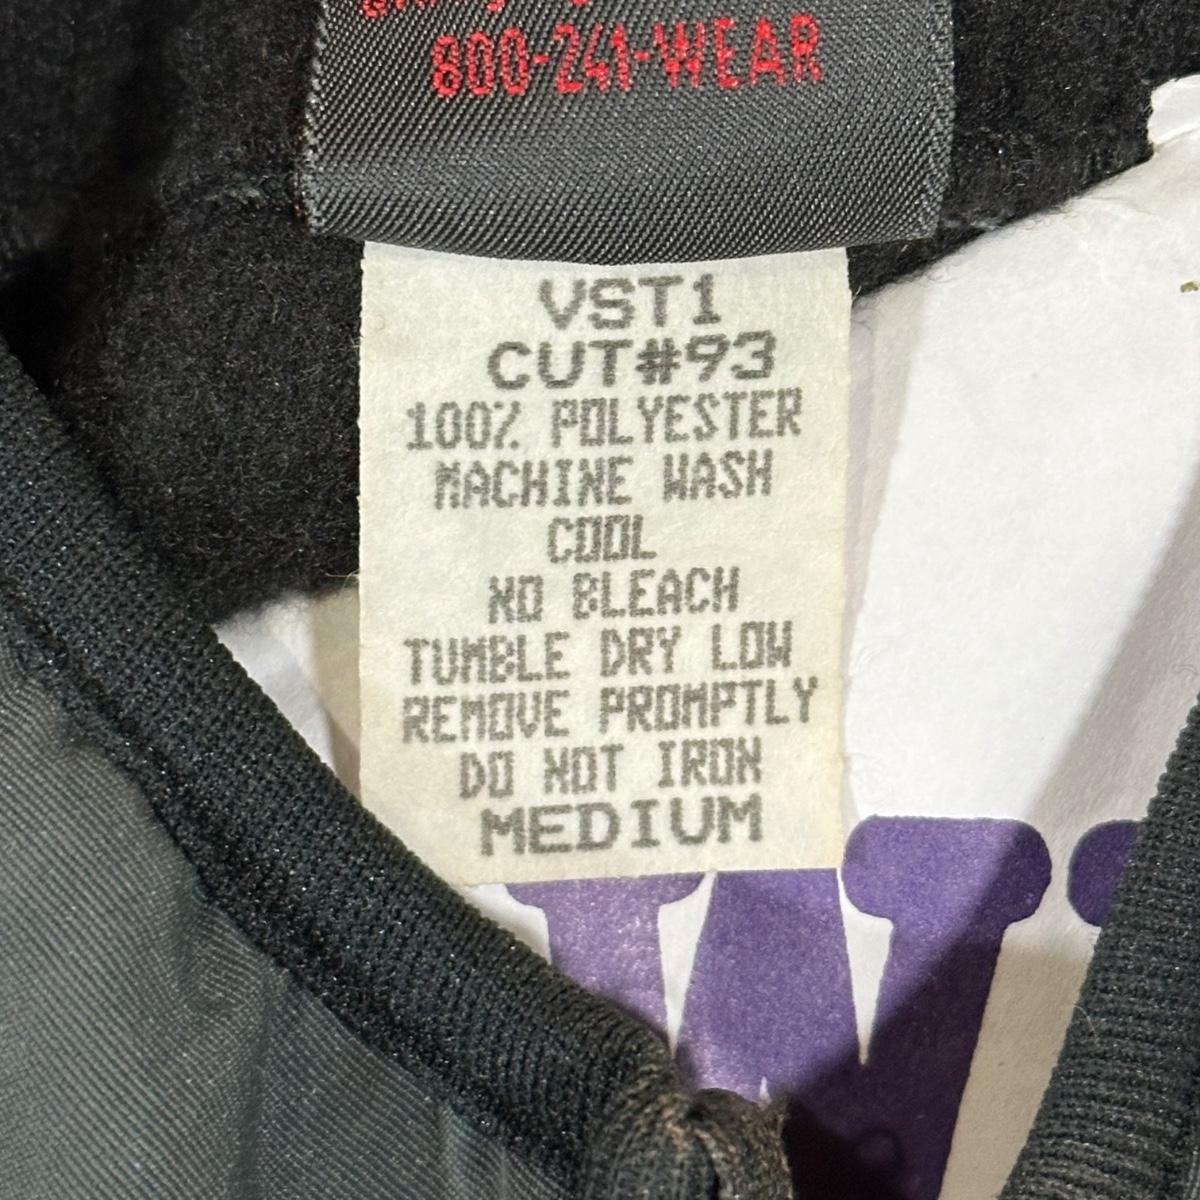 800-241-WEAR
VST1
CUT#93
100% POLYESTER
MACHINE WASH
COOL
NO BLEACH
TUMBLE DRY LOW
REMOVE PROMPTLY
DO NOT IRON
MEDIUM